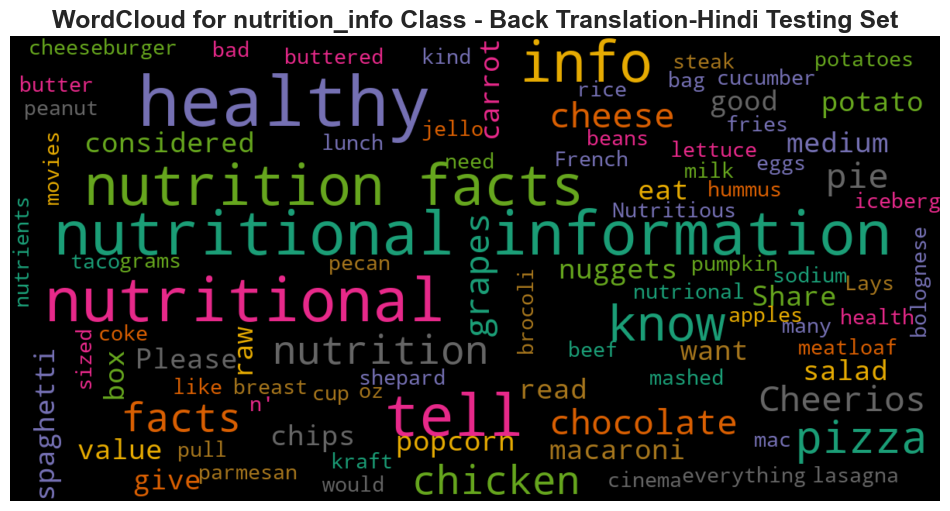 WordCloud for nutrition_info Class - Back Translation-Hindi Testing Set
cheeseburger bad buttered kind info steak potatoes
butter healthy carrot rice bag cucumber
peanut cheese good potato
movies considered lunch jello beans fries medium
nutrition facts need French lettuce eggs pie
milk eat hummus iceberg
nutrients nutritional information grapes Nutritious bolognese
taco grams pecan nuggets pumpkin sodium Lays
nutritional brocoli nutrional Share
coke raw know apples many health
sized box Please nutrition beef want meatloaf
spaghetti like breast shepard mashed salad
cup oz read Cheerios
facts n' tell chocolate pizza
value pull chips popcorn macaroni mac
give parmesan kraft chicken
would cinema everything lasagna